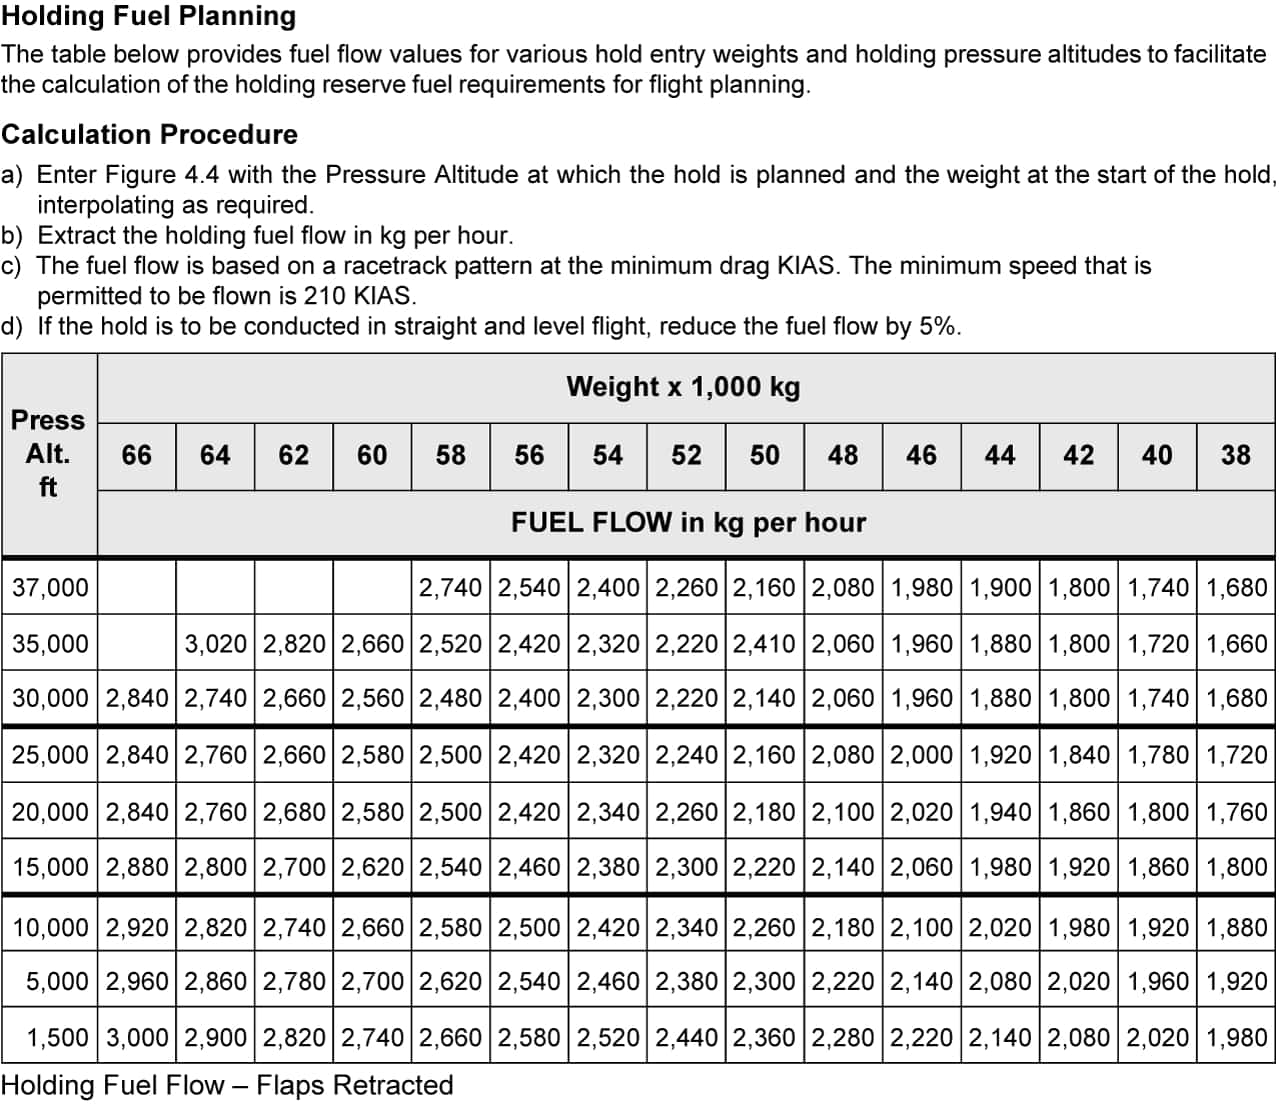 Holding Fuel Planning
The table below provides fuel flow values for various hold entry weights and holding pressure altitudes to facilitate
the calculation of the holding reserve fuel requirements for flight planning.
Calculation Procedure
a) Enter Figure 4.4 with the Pressure Altitude at which the hold is planned and the weight at the start of the hold,
interpolating as required.
b) Extract the holding fuel flow in kg per hour.
c) The fuel flow is based on a racetrack pattern at the minimum drag KIAS. The minimum speed that is
permitted to be flown is 210 KIAS.
d) If the hold is to be conducted in straight and level flight, reduce the fuel flow by 5%.
Press
Alt.
ft
Weight x 1,000 kg
66 64 62 60 58 56 54 52 50 48 46 44 42 40 38
FUEL FLOW in kg per hour
37,000 2,740 2,540 2,400 2,260 2,160 2,080 1,980 1,900 1,800 1,740 1,680
35,000 3,020 2,820 2,660 2,520 2,420 2,320 2,220 2,410 2,060 1,960 1,880 1,800 1,720 1,660
30,000 2,840 2,740 2,660 2,560 2,480 2,400 2,300 2,220 2,140 2,060 1,960 1,880 1,800 1,740 1,680
25,000 2,840 2,760 2,660 2,580 2,500 2,420 2,320 2,240 2,160 2,080 2,000 1,920 1,840 1,780 1,720
20,000 2,840 2,760 2,680 2,580 2,500 2,420 2,340 2,260 2,180 2,100 2,020 1,940 1,860 1,800 1,760
15,000 2,880 2,800 2,700 2,620 2,540 2,460 2,380 2,300 2,220 2,140 2,060 1,980 1,920 1,860 1,800
10,000 2,920 2,820 2,740 2,660 2,580 2,500 2,420 2,340 2,260 2,180 2,100 2,020 1,980 1,920 1,880
5,000 2,960 2,860 2,780 2,700 2,620 2,540 2,460 2,380 2,300 2,220 2,140 2,080 2,020 1,960 1,920
1,500 3,000 2,900 2,820 2,740 2,660 2,580 2,520 2,440 2,360 2,280 2,220 2,140 2,080 2,020 1,980
Holding Fuel Flow – Flaps Retracted